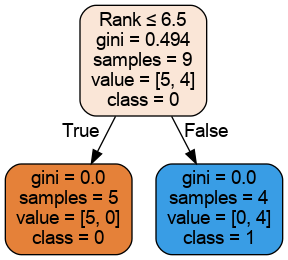 Rank ≤ 6.5
gini = 0.494
samples = 9
value = [5, 4]
class = 0
True
False
gini = 0.0
samples = 5
value = [5, 0]
class = 0
gini = 0.0
samples = 4
value = [0, 4]
class = 1